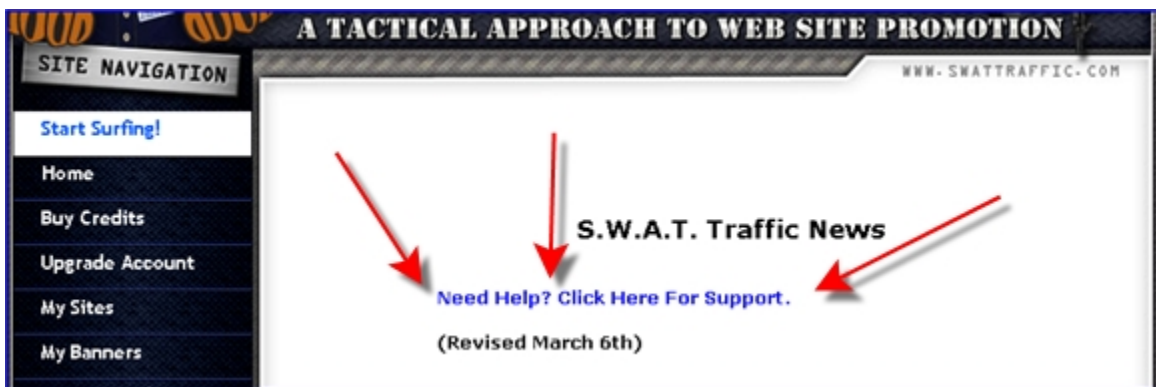 A TACTICAL APPROACH TO WEB SITE PROMOTION
SITE NAVIGATION
WWW.SWATTRAFFIC.COM
Start Surfing!
Home
Buy Credits
Upgrade Account
My Sites
My Banners
S.W.A.T. Traffic News
Need Help? Click Here For Support.
(Revised March 6th)